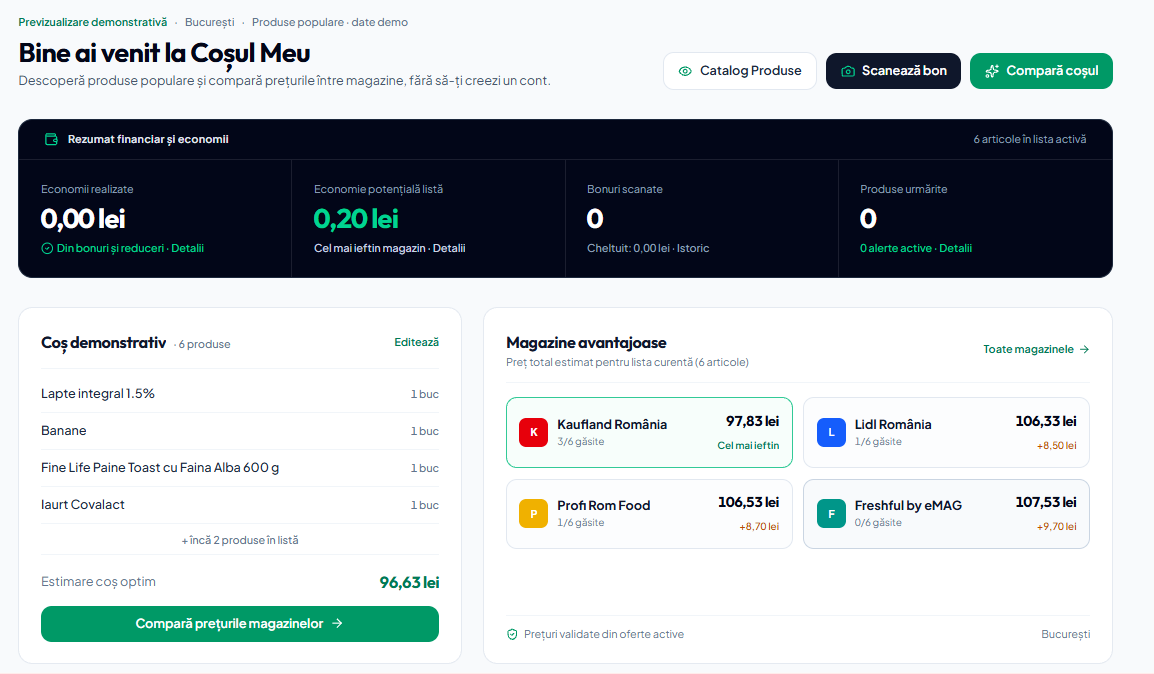 Previzualizare demonstrativă · București · Produse populare · date demo
Bine ai venit la Coșul Meu
Descoperă produse populare și compară prețurile între magazine, fără să-ți creezi un cont.
Catalog Produse
Scanează bon
Compară coșul
Rezumat financiar și economii
6 articole în lista activă
Economii realizate
0,00 lei
Din bonuri și reduceri · Detalii
Economie potențială listă
0,20 lei
Cel mai ieftin magazin · Detalii
Bonuri scanate
0
Cheltuit: 0,00 lei · Istoric
Produse urmărite
0
0 alerte active · Detalii
Coș demonstrativ · 6 produse
Editează
Lapte integral 1.5% 1 buc
Banane 1 buc
Fine Life Paine Toast cu Faina Alba 600 g 1 buc
Iaurt Covalact 1 buc
+ încă 2 produse în listă
Estimare coș optim 96,63 lei
Compară prețurile magazinelor →
Magazine avantajoase
Preț total estimat pentru lista curentă (6 articole)
Toate magazinele →
K
Kaufland România 97,83 lei
3/6 găsite Cel mai ieftin
L
Lidl România 106,33 lei
1/6 găsite +8,50 lei
P
Profi Rom Food 106,53 lei
1/6 găsite +8,70 lei
F
Freshful by eMAG 107,53 lei
0/6 găsite +9,70 lei
Prețuri validate din oferte active
București